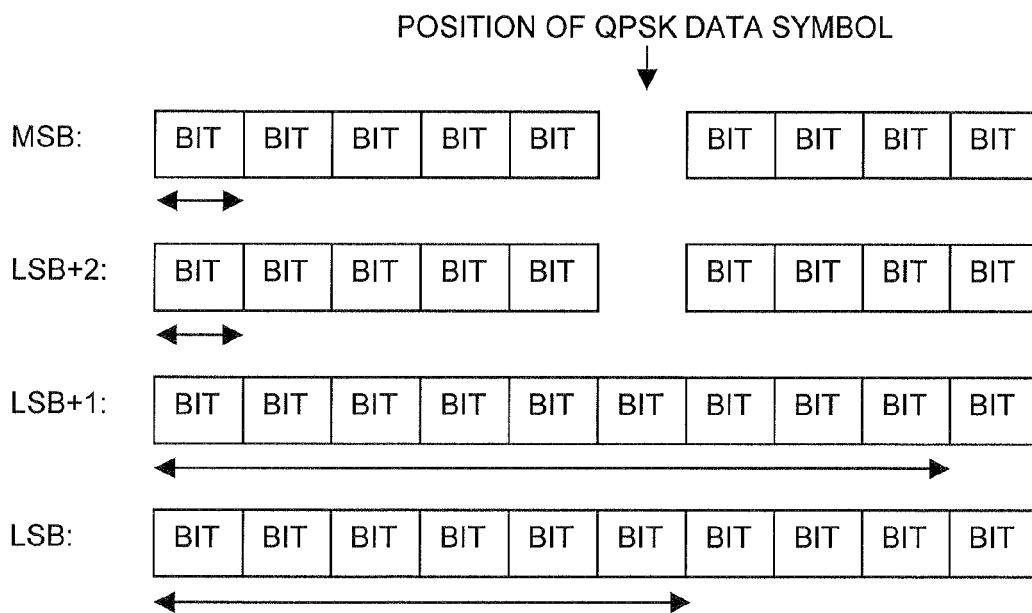 POSITION OF QPSK DATA SYMBOL
MSB: BIT BIT BIT BIT BIT BIT BIT BIT BIT
LSB+2: BIT BIT BIT BIT BIT BIT BIT BIT BIT
LSB+1: BIT BIT BIT BIT BIT BIT BIT BIT BIT BIT
LSB: BIT BIT BIT BIT BIT BIT BIT BIT BIT BIT